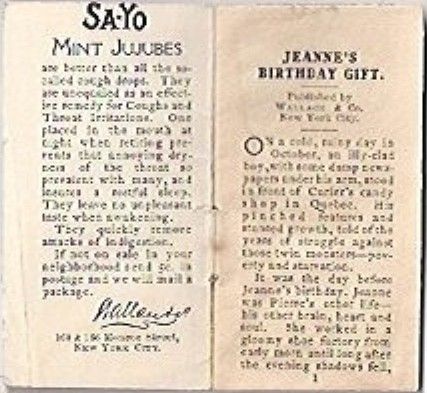 SA-YO
MINT JUJUBES
are better than all the so-
called cough drops. They
are unequaled as an effect-
ive remedy for Coughs and
Throat Irritations. One
placed in the mouth at
night when retiring pre-
vents that annoying dry-
ness of the throat so
prevalent with many, and
insures a restful sleep.
They leave no unpleasant
taste when awakening.
They quickly remove
attacks of indigestion.
If not on sale in your
neighborhood send 5c. in
postage and we will mail a
package.
Monroe Street,
NEW YORK CITY.
JEANNE'S
BIRTHDAY GIFT.
Published by
WALLACE & Co.
New York City.
ON a cold, rainy day in
October, an illy-clad
boy, with some damp news-
papers under his arm, stood
in front of Carier's candy
shop in Quebec. His
pinched features and
stunted growth, told of the
years of struggle against
those twin monsters—pov-
erty and starvation.
It was the day before
Jeanne's birthday. Jeanne
was Pierre's other life—
his other brain, heart and
soul. She worked in a
gloomy shoe factory from
early morn until long after
the evening shadows fell,
1